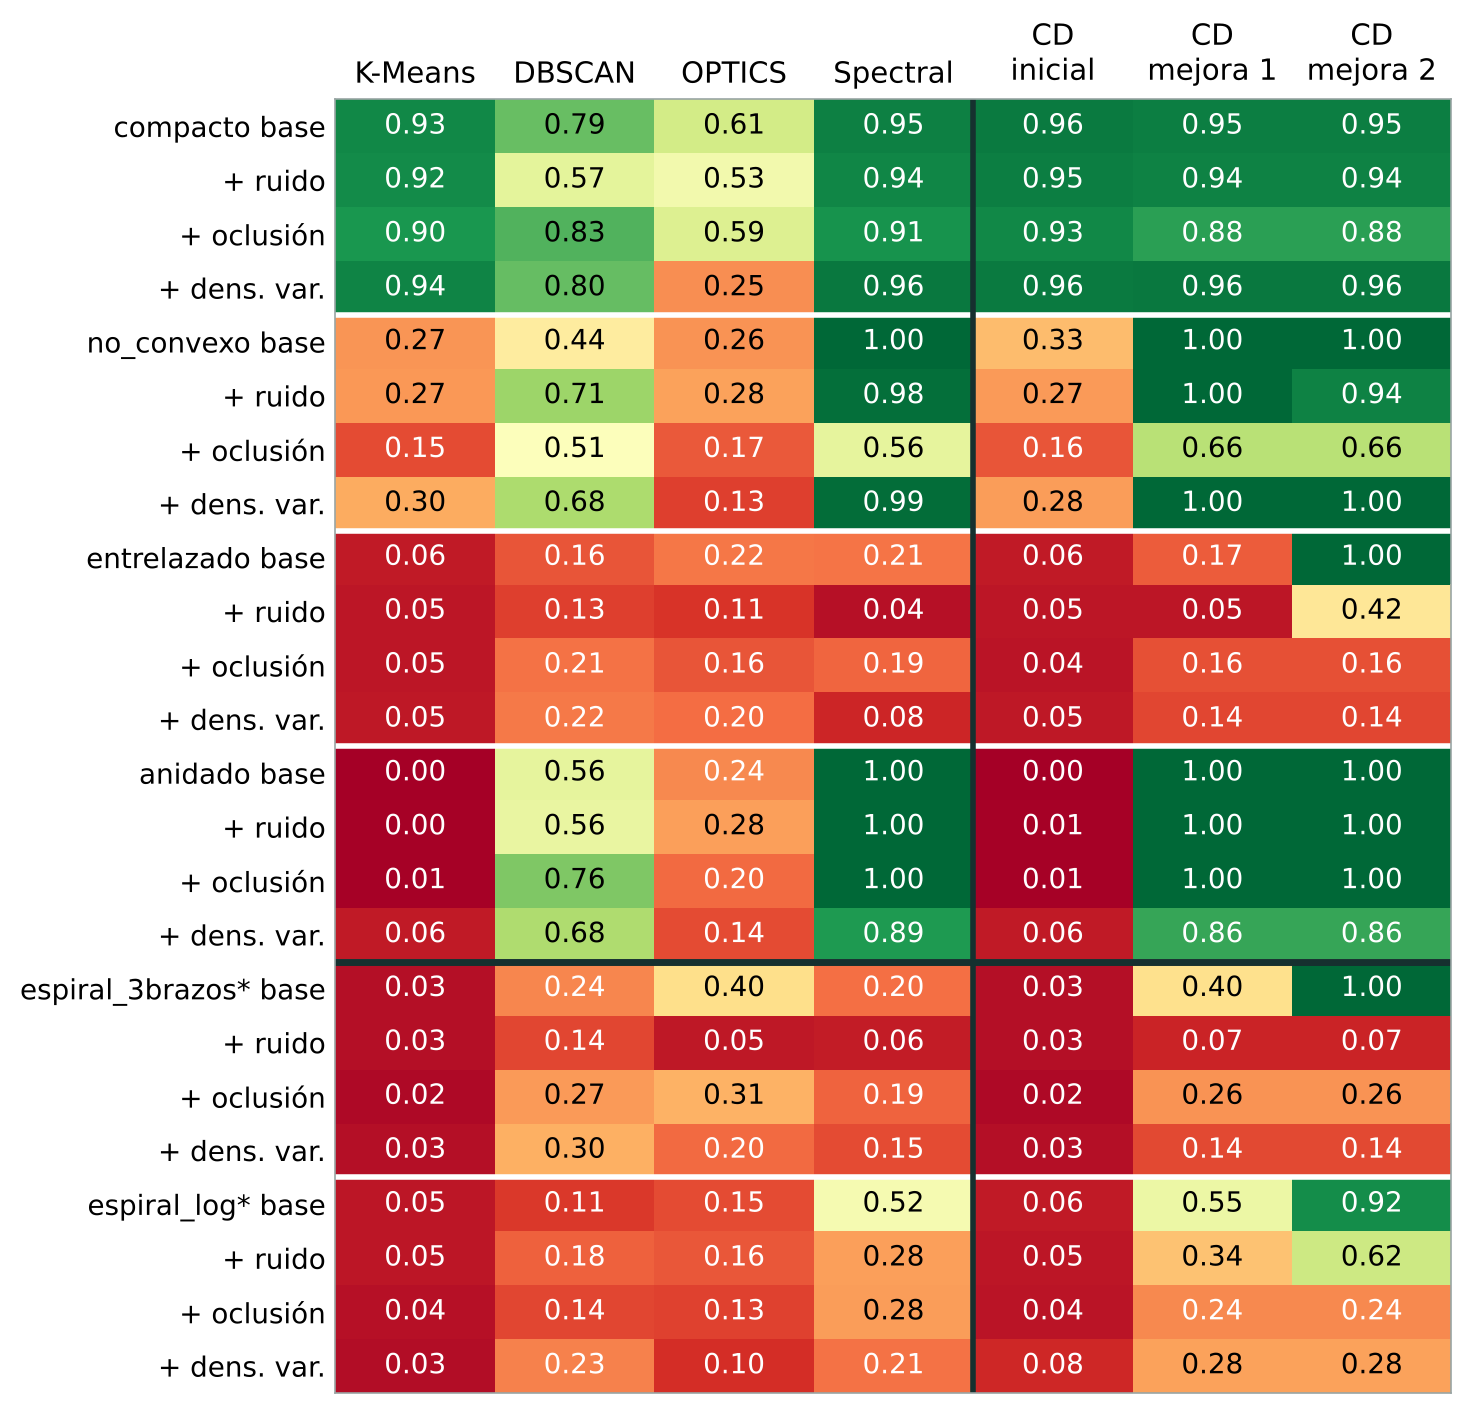 K-Means DBSCAN OPTICS Spectral CD inicial CD mejora 1 CD mejora 2
compacto base 0.93 0.79 0.61 0.95 0.96 0.95 0.95
+ ruido 0.92 0.57 0.53 0.94 0.95 0.94 0.94
+ oclusión 0.90 0.83 0.59 0.91 0.93 0.88 0.88
+ dens. var. 0.94 0.80 0.25 0.96 0.96 0.96 0.96
no_convexo base 0.27 0.44 0.26 1.00 0.33 1.00 1.00
+ ruido 0.27 0.71 0.28 0.98 0.27 1.00 0.94
+ oclusión 0.15 0.51 0.17 0.56 0.16 0.66 0.66
+ dens. var. 0.30 0.68 0.13 0.99 0.28 1.00 1.00
entrelazado base 0.06 0.16 0.22 0.21 0.06 0.17 1.00
+ ruido 0.05 0.13 0.11 0.04 0.05 0.05 0.42
+ oclusión 0.05 0.21 0.16 0.19 0.04 0.16 0.16
+ dens. var. 0.05 0.22 0.20 0.08 0.05 0.14 0.14
anidado base 0.00 0.56 0.24 1.00 0.00 1.00 1.00
+ ruido 0.00 0.56 0.28 1.00 0.01 1.00 1.00
+ oclusión 0.01 0.76 0.20 1.00 0.01 1.00 1.00
+ dens. var. 0.06 0.68 0.14 0.89 0.06 0.86 0.86
espiral_3brazos* base 0.03 0.24 0.40 0.20 0.03 0.40 1.00
+ ruido 0.03 0.14 0.05 0.06 0.03 0.07 0.07
+ oclusión 0.02 0.27 0.31 0.19 0.02 0.26 0.26
+ dens. var. 0.03 0.30 0.20 0.15 0.03 0.14 0.14
espiral_log* base 0.05 0.11 0.15 0.52 0.06 0.55 0.92
+ ruido 0.05 0.18 0.16 0.28 0.05 0.34 0.62
+ oclusión 0.04 0.14 0.13 0.28 0.04 0.24 0.24
+ dens. var. 0.03 0.23 0.10 0.21 0.08 0.28 0.28